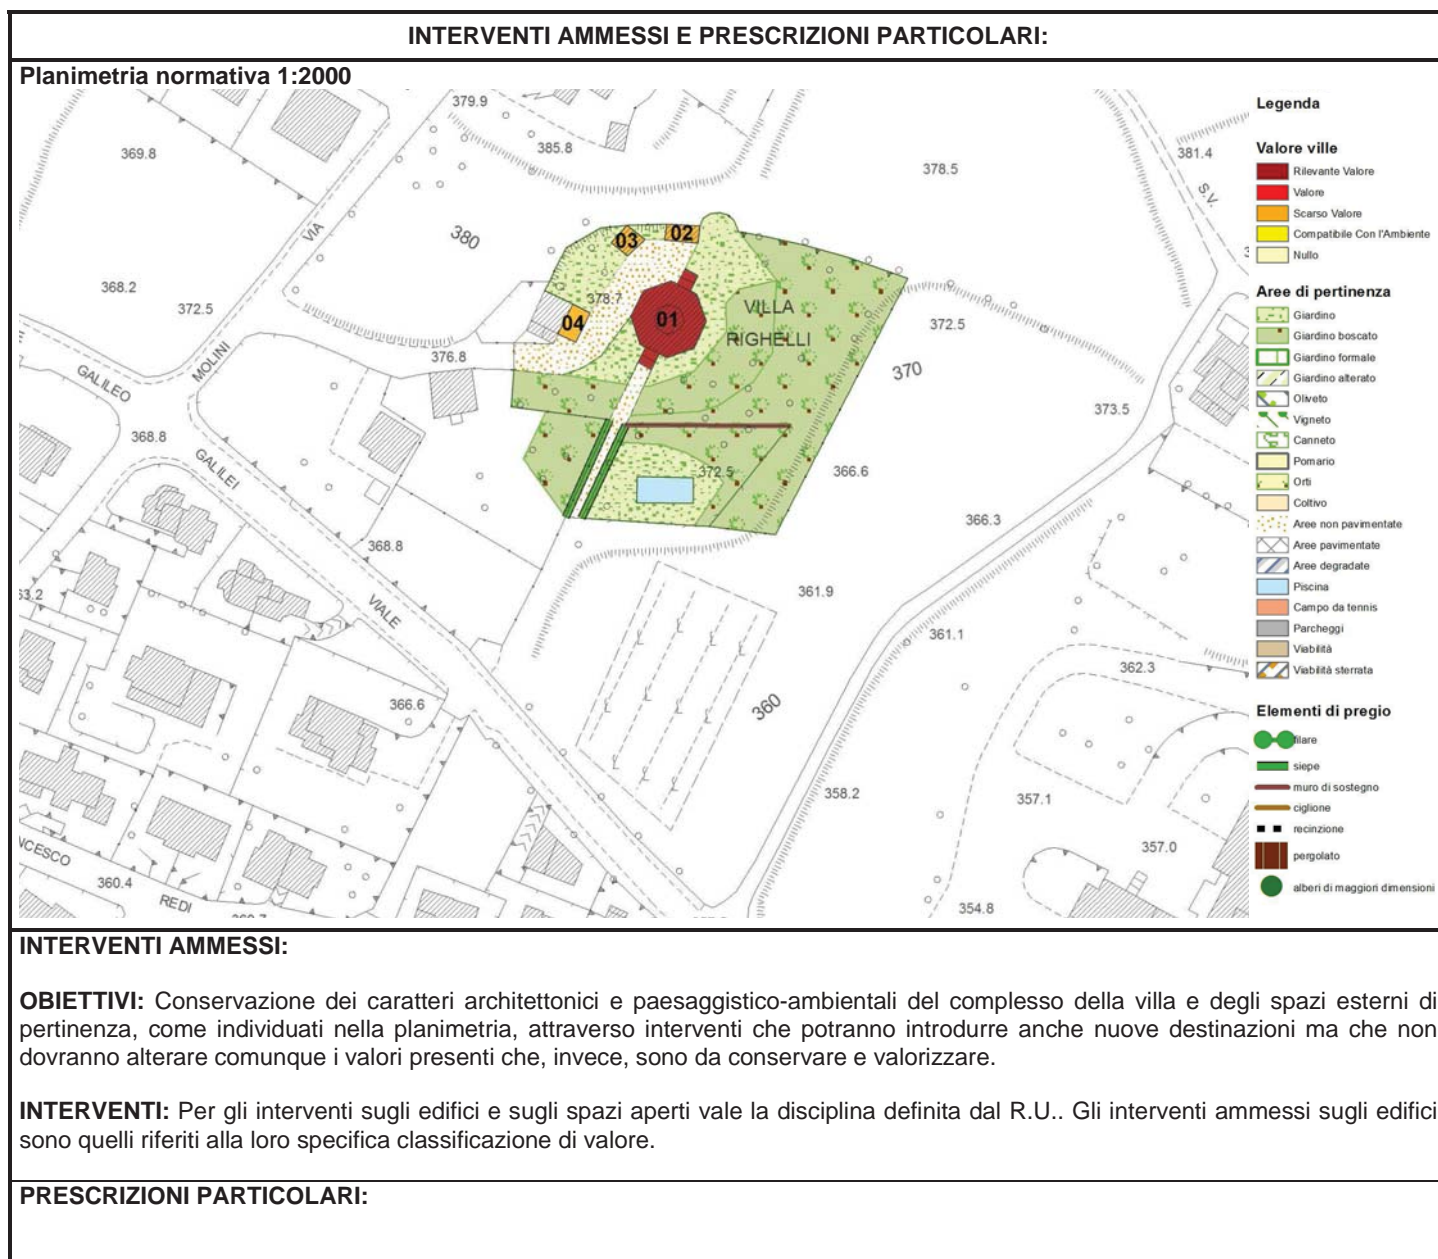 INTERVENTI AMMESSI E PRESCRIZIONI PARTICOLARI:
Planimetria normativa 1:2000
379.9
369.8
385.8
378.5
381.4
S.V.
VIA
380
03
02
368.2
372.5
378.7
04
01
VILLA
RIGHELLI
372.5
MOLINI
376.8
370
GALILEO
373.5
368.8
GALILEI
372.5
366.6
366.3
368.8
63.2
VIALE
361.9
361.1
362.3
366.6
360
358.2
357.1
357.0
NCESCO
360.4
REDI
354.8
Legenda
Valore ville
Rilevante Valore
Valore
Scarso Valore
Compatibile Con l'Ambiente
Nullo
Aree di pertinenza
Giardino
Giardino boscato
Giardino formale
Giardino alterato
Oliveto
Vigneto
Canneto
Pomario
Orti
Coltivo
Aree non pavimentate
Aree pavimentate
Aree degradate
Piscina
Campo da tennis
Parcheggi
Viabilità
Viabilità sterrata
Elementi di pregio
filare
siepe
muro di sostegno
ciglione
recinzione
pergolato
alberi di maggiori dimensioni
INTERVENTI AMMESSI:
OBIETTIVI: Conservazione dei caratteri architettonici e paesaggistico-ambientali del complesso della villa e degli spazi esterni di
pertinenza, come individuati nella planimetria, attraverso interventi che potranno introdurre anche nuove destinazioni ma che non
dovranno alterare comunque i valori presenti che, invece, sono da conservare e valorizzare.
INTERVENTI: Per gli interventi sugli edifici e sugli spazi aperti vale la disciplina definita dal R.U.. Gli interventi ammessi sugli edifici
sono quelli riferiti alla loro specifica classificazione di valore.
PRESCRIZIONI PARTICOLARI: